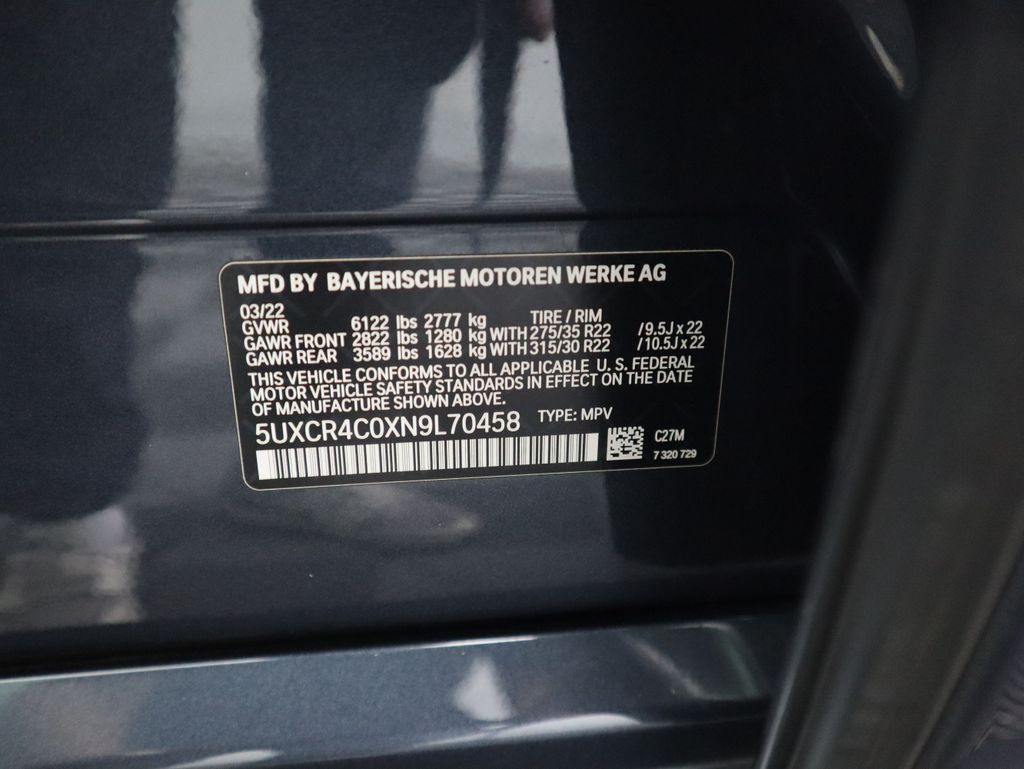 MFD BY BAYERISCHE MOTOREN WERKE AG
03/22 TIRE / RIM
GVWR 6122 lbs 2777 kg
GAWR FRONT 2822 lbs 1280 kg WITH 275/35 R22 /9.5J x 22
GAWR REAR 3589 lbs 1628 kg WITH 315/30 R22 /10.5J x 22
THIS VEHICLE CONFORMS TO ALL APPLICABLE U. S. FEDERAL
MOTOR VEHICLE SAFETY STANDARDS IN EFFECT ON THE DATE
OF MANUFACTURE SHOWN ABOVE.
5UXCR4C0XN9L70458 TYPE: MPV
C27M
7 320 729